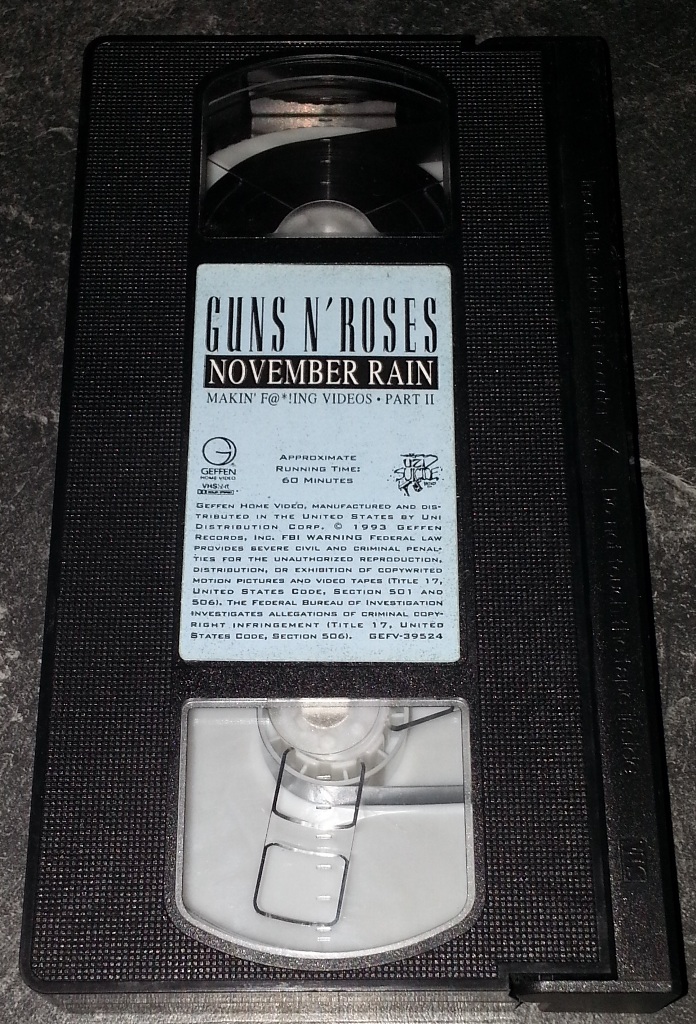 GUNS N' ROSES
NOVEMBER RAIN
MAKIN' F@*!ING VIDEOS • PART II
GEFFEN
HOME VIDEO
VHS
APPROXIMATE
RUNNING TIME:
60 MINUTES
UZI
SUICIDE
GEFFEN HOME VIDEO, MANUFACTURED AND DIS-
TRIBUTED IN THE UNITED STATES BY UNI
DISTRIBUTION CORP. © 1993 GEFFEN
RECORDS, INC. FBI WARNING FEDERAL LAW
PROVIDES SEVERE CIVIL AND CRIMINAL PENAL-
TIES FOR THE UNAUTHORIZED REPRODUCTION,
DISTRIBUTION, OR EXHIBITION OF COPYWRITED
MOTION PICTURES AND VIDEO TAPES (TITLE 17,
UNITED STATES CODE, SECTION 501 AND
506). THE FEDERAL BUREAU OF INVESTIGATION
INVESTIGATES ALLEGATIONS OF CRIMINAL COPY-
RIGHT INFRINGEMENT (TITLE 17, UNITED
STATES CODE, SECTION 506). GEFV-39524